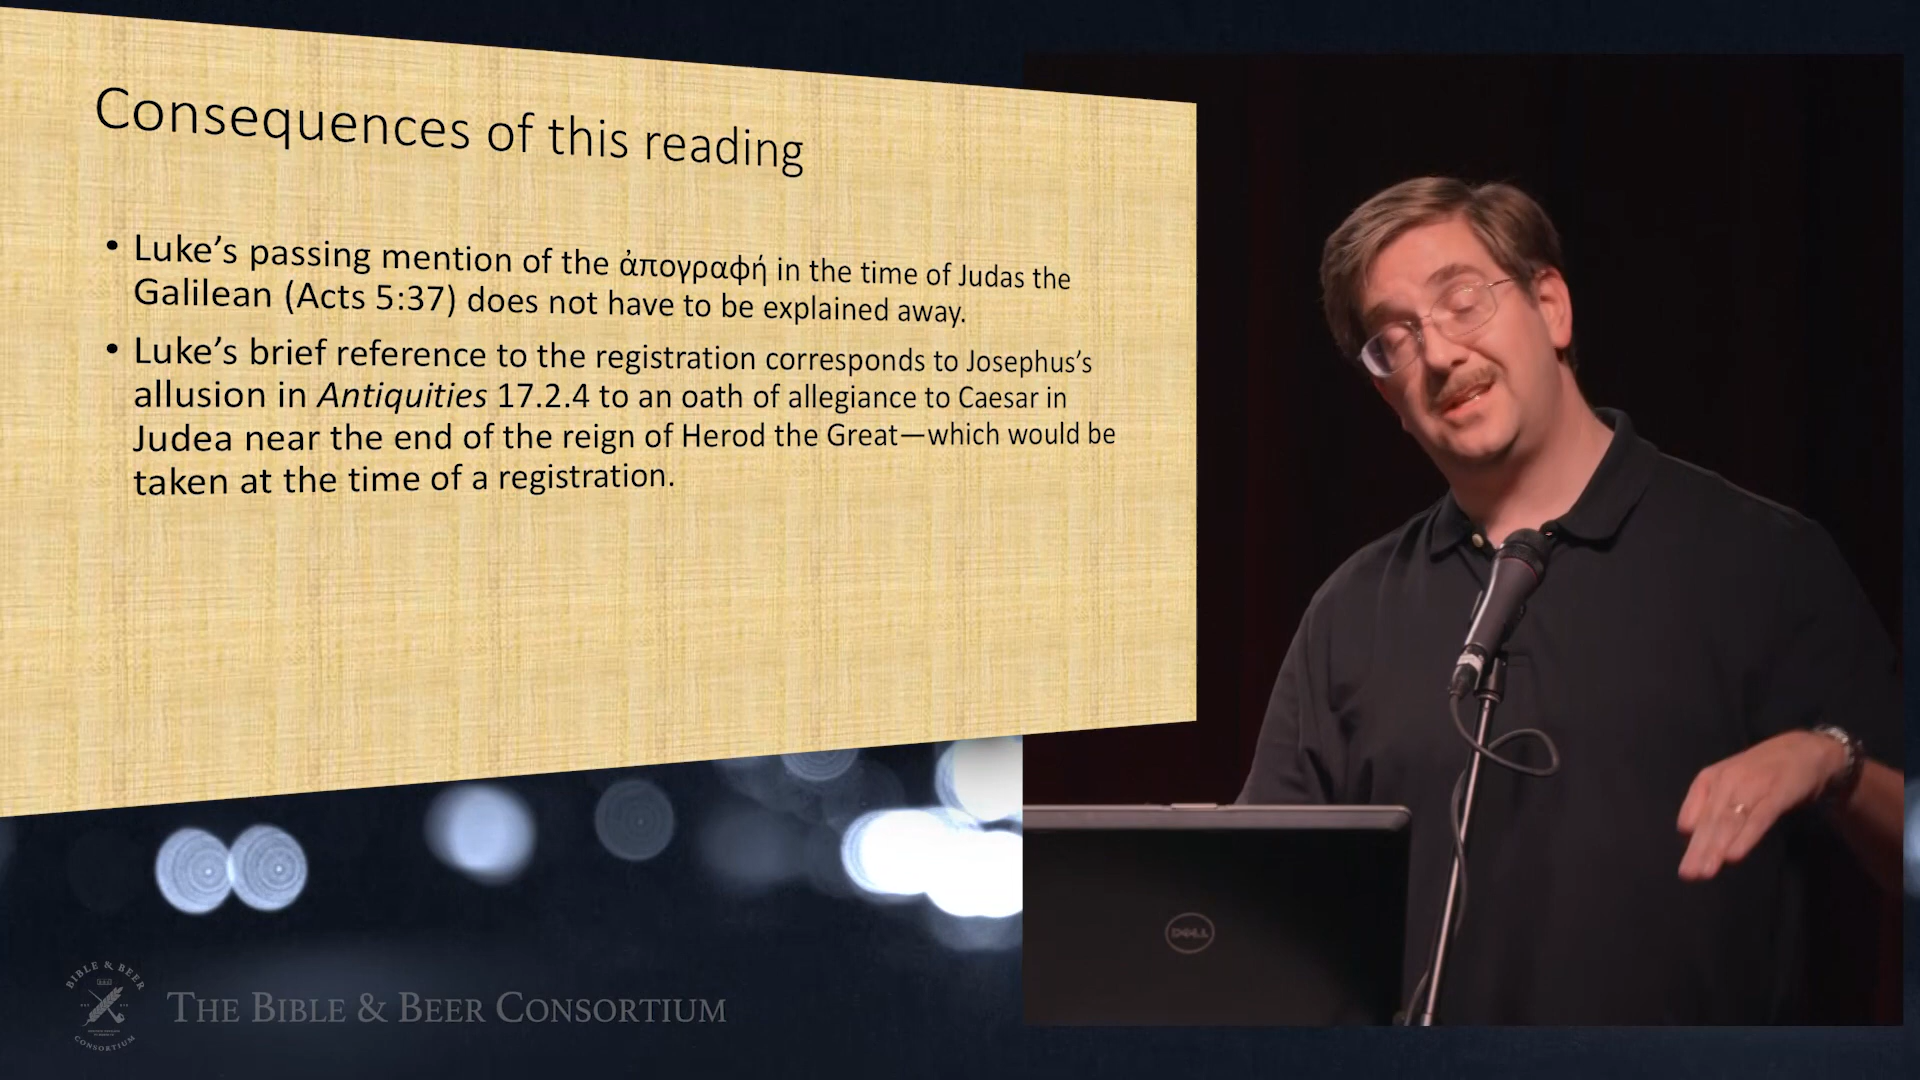 Consequences of this reading
• Luke’s passing mention of the ἀπογραφή in the time of Judas the
Galilean (Acts 5:37) does not have to be explained away.
• Luke’s brief reference to the registration corresponds to Josephus’s
allusion in Antiquities 17.2.4 to an oath of allegiance to Caesar in
Judea near the end of the reign of Herod the Great—which would be
taken at the time of a registration.
DELL
BIBLE & BEER
CONSORTIUM
THE BIBLE & BEER CONSORTIUM